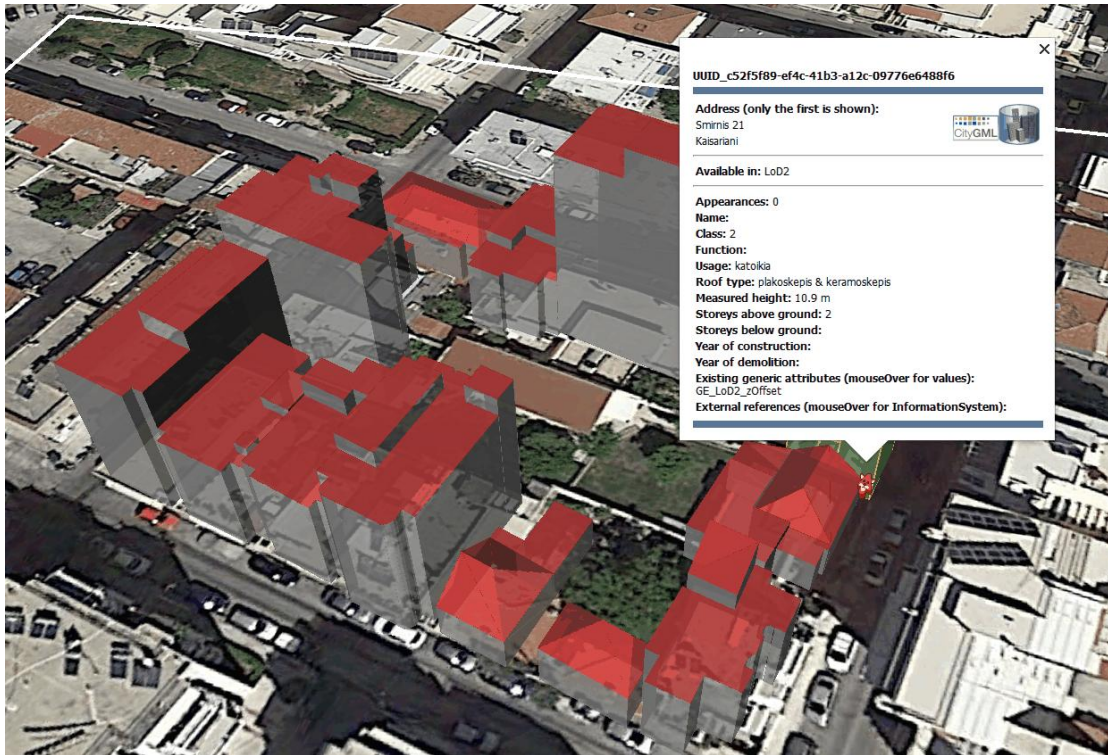 UUID_c52f5f89-ef4c-41b3-a12c-09776e6488f6
Address (only the first is shown):
Smirnis 21
Kaisariani
CityGML
Available in: LoD2
Appearances: 0
Name:
Class: 2
Function:
Usage: katoikia
Roof type: plakoskepis & keramoskepis
Measured height: 10.9 m
Storeys above ground: 2
Storeys below ground:
Year of construction:
Year of demolition:
Existing generic attributes (mouseOver for values):
GE_LoD2_zOffset
External references (mouseOver for InformationSystem):